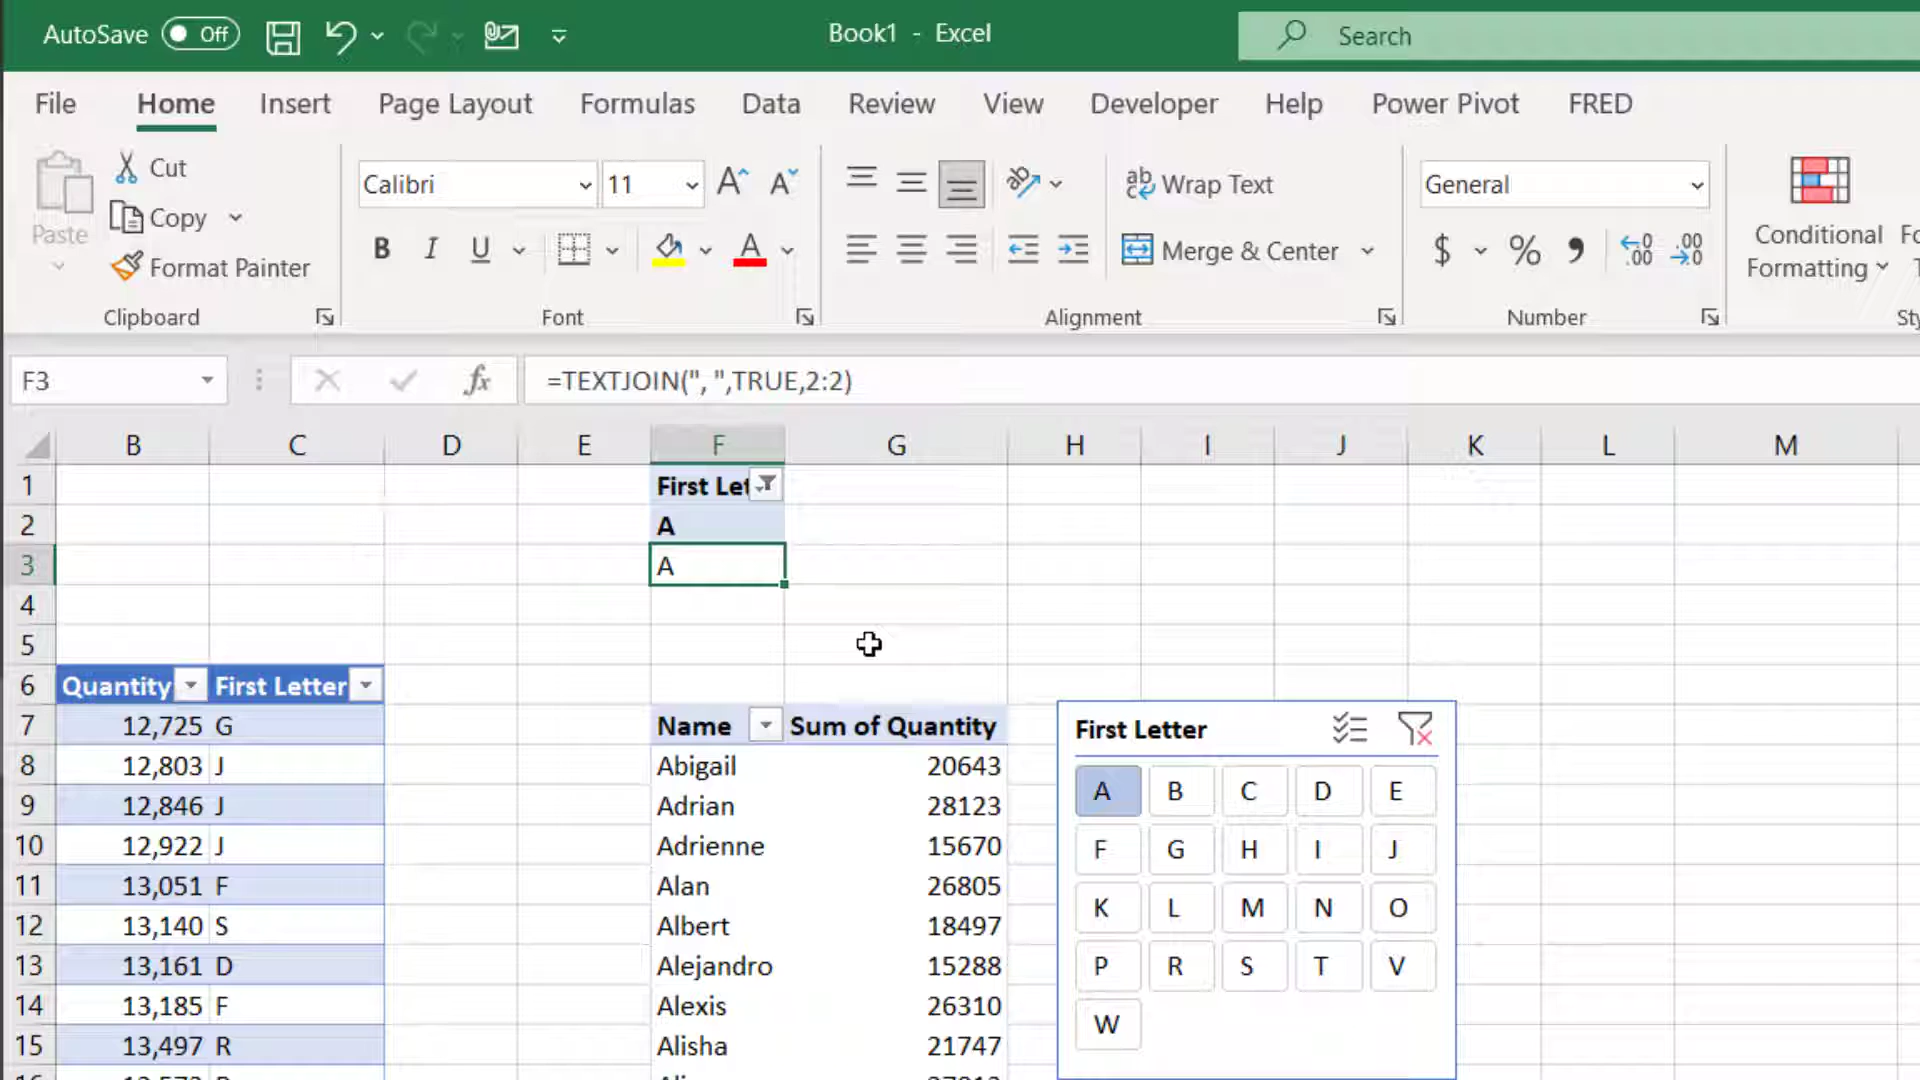 AutoSave Off Book1 - Excel Search
File Home Insert Page Layout Formulas Data Review View Developer Help Power Pivot FRED
Paste Cut
Copy
Format Painter
Clipboard
Calibri 11
B I U A
Font
Wrap Text
Merge & Center
Alignment
General
$ % ,
Number
Conditional
Formatting
F3 fx =TEXTJOIN(", ",TRUE,2:2)
B C D E F G H I J K L M
1 First Let
2 A
3 A
4
5
6 Quantity First Letter
7 12,725 G Name Sum of Quantity
8 12,803 J Abigail 20643
9 12,846 J Adrian 28123
10 12,922 J Adrienne 15670
11 13,051 F Alan 26805
12 13,140 S Albert 18497
13 13,161 D Alejandro 15288
14 13,185 F Alexis 26310
15 13,497 R Alisha 21747
First Letter
A B C D E
F G H I J
K L M N O
P R S T V
W